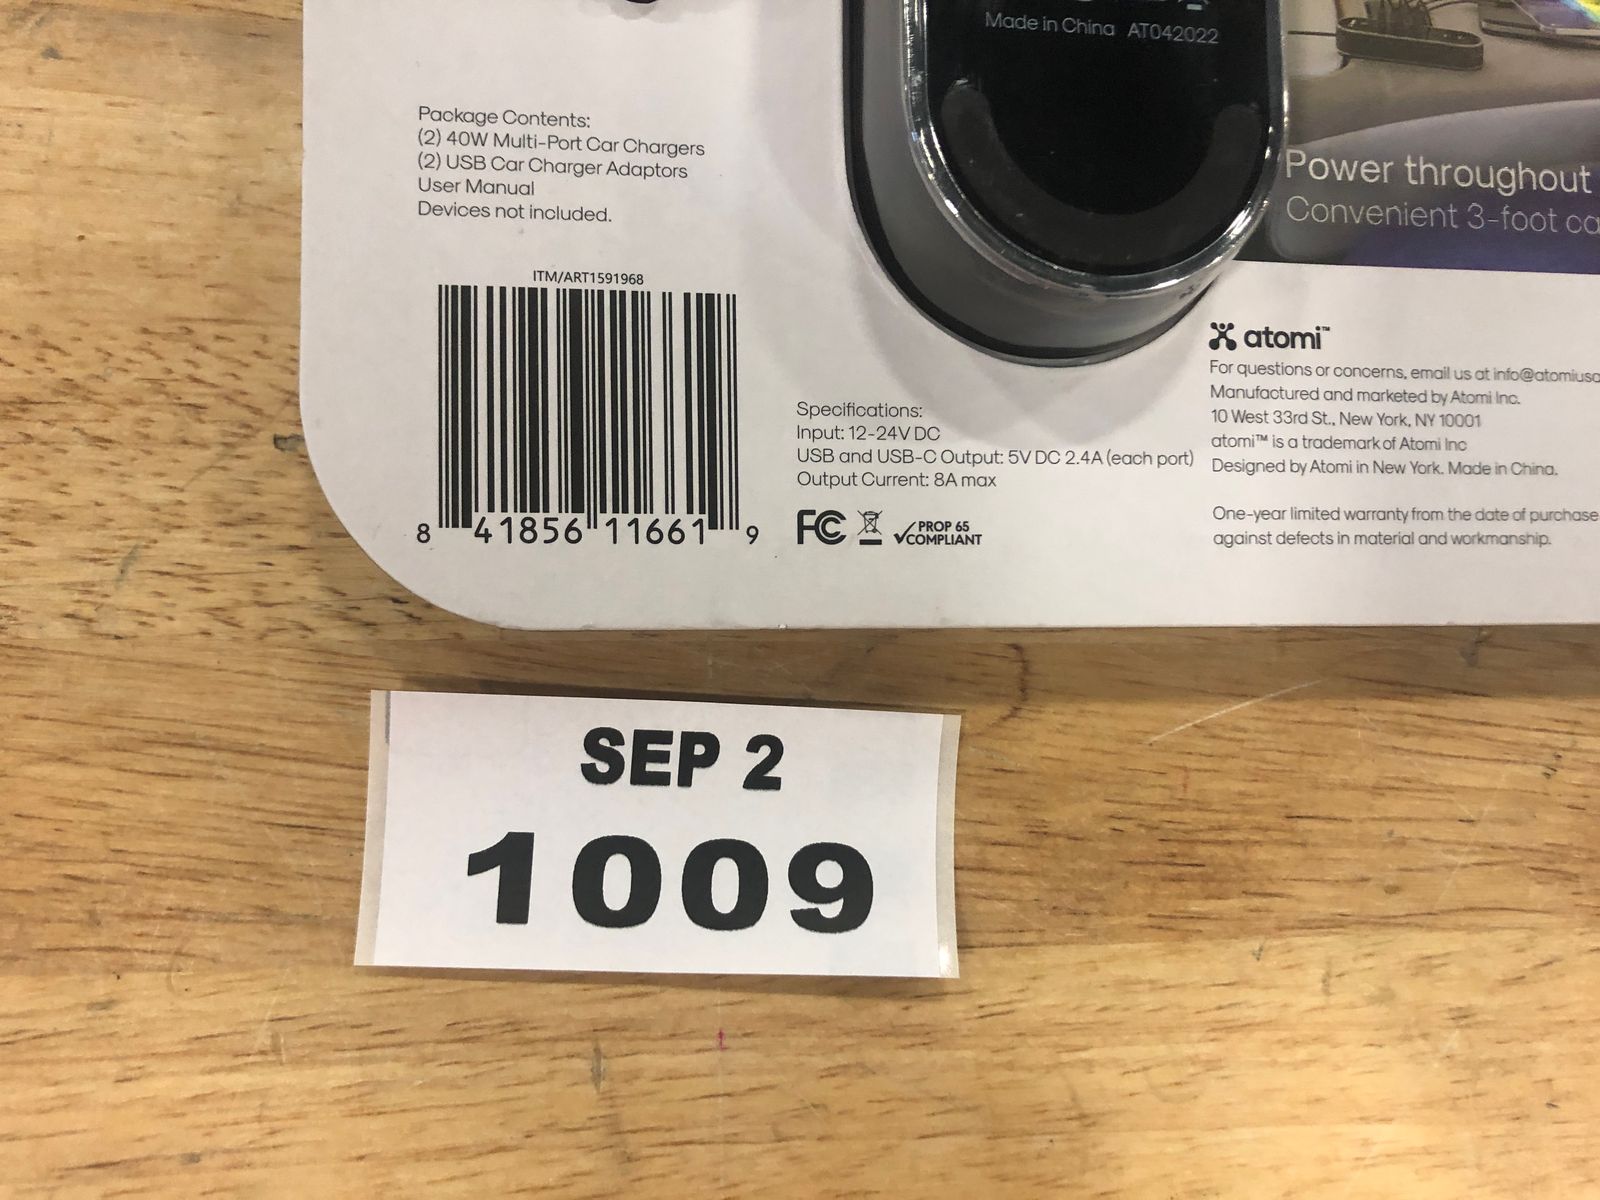 Made in China AT042022
Package Contents:
(2) 40W Multi-Port Car Chargers
(2) USB Car Charger Adaptors
User Manual
Devices not included.
Power throughout
Convenient 3-foot
ITM/ART1591968
8 41856 11661 9
Specifications:
Input: 12-24V DC
USB and USB-C Output: 5V DC 2.4A (each port)
Output Current: 8A max
FC
PROP 65
COMPLIANT
atomi™
For questions or concerns, email us at info@atomiusa
Manufactured and marketed by Atomi Inc.
10 West 33rd St., New York, NY 10001
atomi™ is a trademark of Atomi Inc
Designed by Atomi in New York. Made in China.
One-year limited warranty from the date of purchase
against defects in material and workmanship.
SEP 2
1009